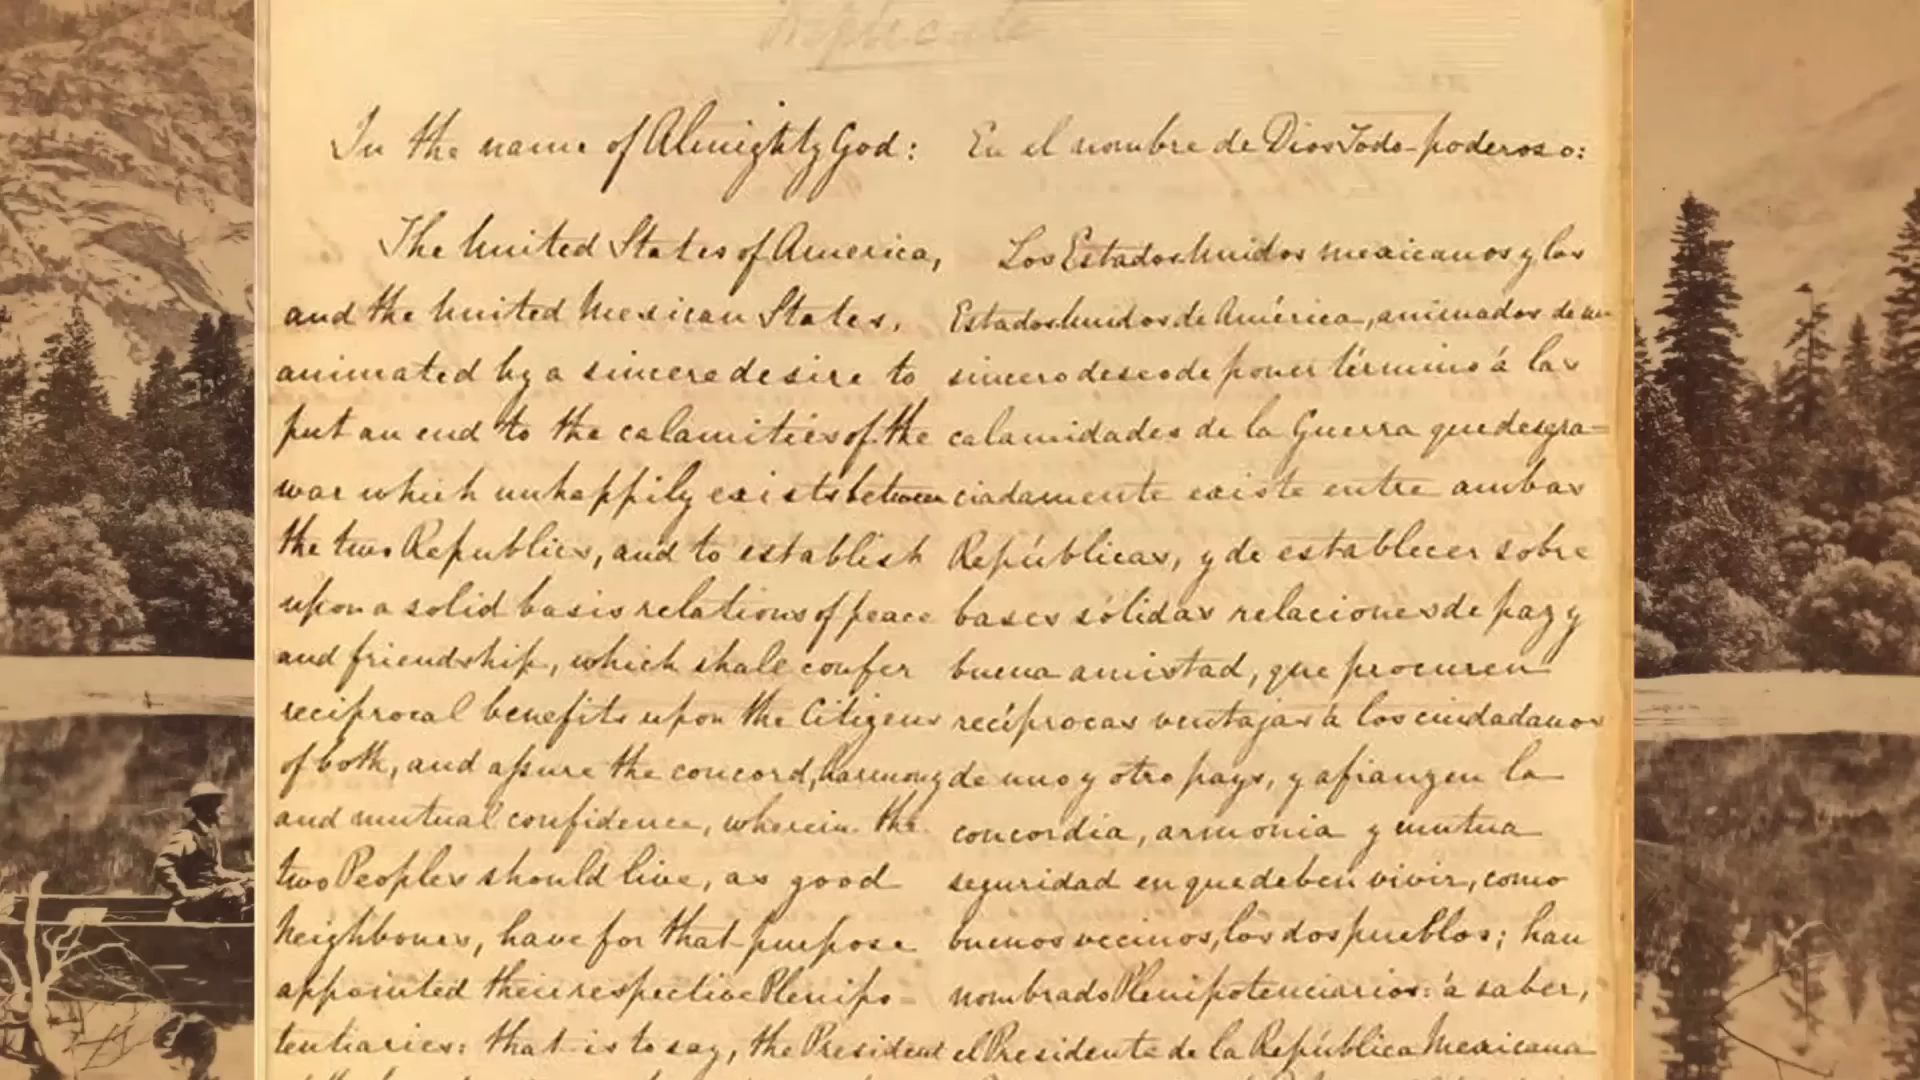 In the name of Almighty God:
The United States of America,
and the United Mexican States,
animated by a sincere desire to
put an end to the calamities of the
war which unhappily exists between
the two Republics, and to establish
upon a solid basis relations of peace
and friendship, which shall confer
reciprocal benefits upon the Citizens
of both, and assure the concord, harmony
and mutual confidence, wherein the
two Peoples should live, as good
Neighbours, have for that purpose
appointed their respective Plenipo-
tentiaries: that is to say, the President
En el nombre de Dios Todo-poderoso:
Los Estados Unidos mexicanos y los
Estados Unidos de América, animados de un
sincero deseo de poner término á las
calamidades de la Guerra que desgra=
ciadamente existe entre ambas
Repúblicas, y de establecer sobre
bases sólidas relaciones de paz y
buena amistad, que procuren
recíprocas ventajas á los ciudadanos
de uno y otro pays, y afianzen la
concordia, armonia y mutua
seguridad en que deben vivir, como
buenos vecinos, los dos pueblos; han
nombrado Plenipotenciarios: á saber,
el Presidente de la República Mexicana